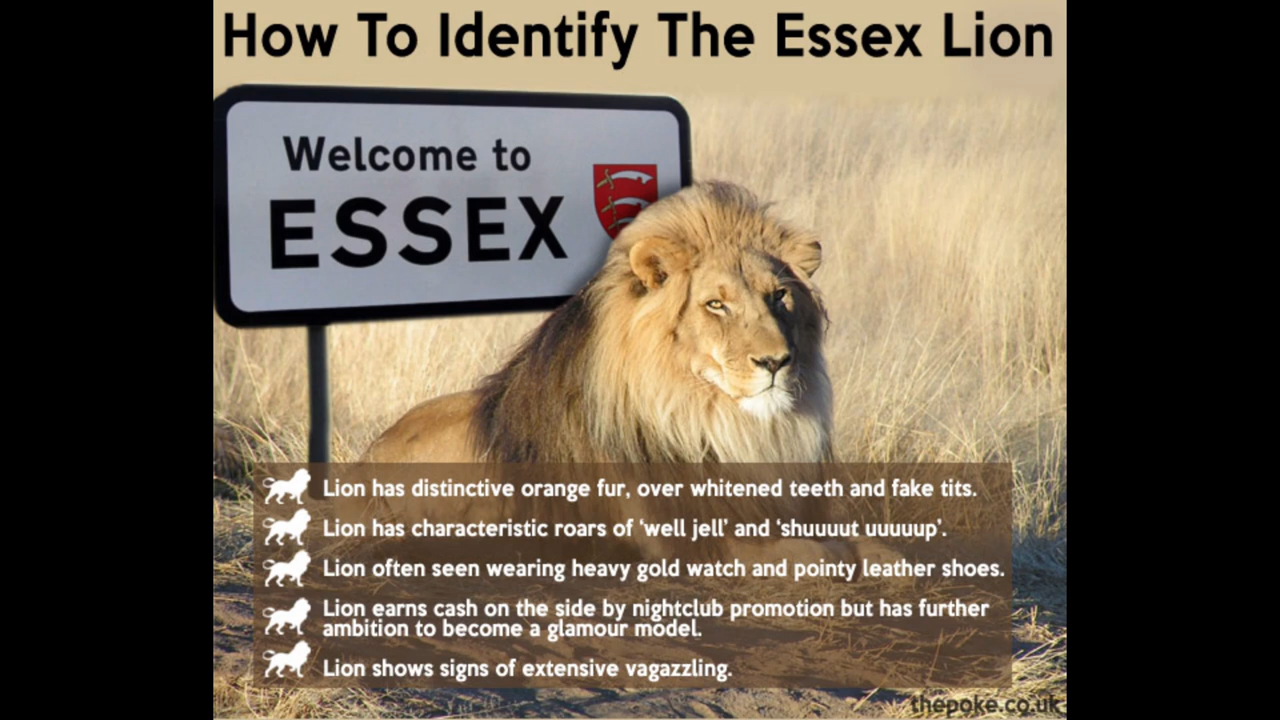 How To Identify The Essex Lion
Welcome to
ESSEX
Lion has distinctive orange fur, over whitened teeth and fake tits.
Lion has characteristic roars of ‘well jell’ and ‘shuuuut uuuuup’.
Lion often seen wearing heavy gold watch and pointy leather shoes.
Lion earns cash on the side by nightclub promotion but has further
ambition to become a glamour model.
Lion shows signs of extensive vagazzling.
thepoke.co.uk